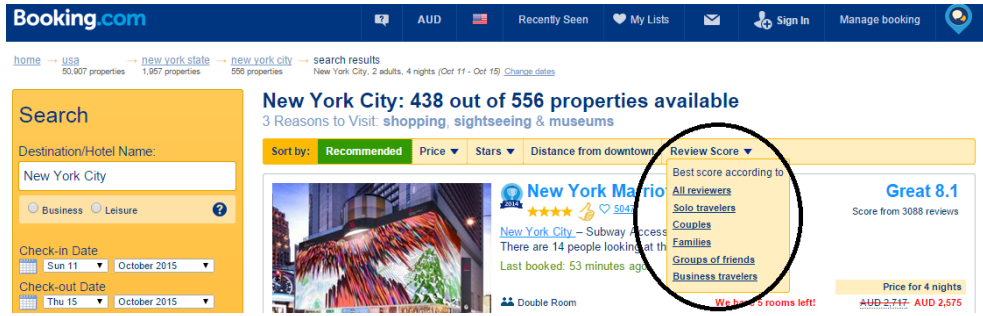 Booking.com
AUD
Recently Seen
My Lists
Sign In
Manage booking
home → usa → new york state → new york city → search results
50,907 properties 1,957 properties 556 properties New York City, 2 adults, 4 nights (Oct 11 - Oct 15) Change dates
Search
Destination/Hotel Name:
New York City
Business Leisure
Check-in Date
Sun 11 October 2015
Check-out Date
Thu 15 October 2015
New York City: 438 out of 556 properties available
3 Reasons to Visit: shopping, sightseeing & museums
Sort by: Recommended Price ▼ Stars ▼ Distance from downtown Review Score ▼
Best score according to
All reviewers
Solo travelers
Couples
Families
Groups of friends
Business travelers
2014
New York Marrio
5047
New York City – Subway Access
There are 14 people looking at th
Last booked: 53 minutes ago
Double Room
We have 5 rooms left!
Great 8.1
Score from 3088 reviews
Price for 4 nights
AUD 2,717 AUD 2,575